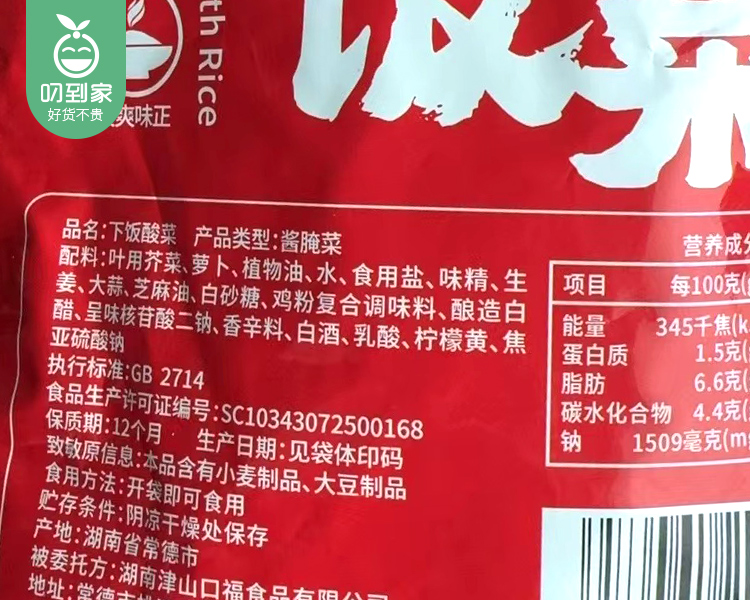 叨到家
好货不贵
爽味正
th Rice
饭菜
品名:下饭酸菜 产品类型:酱腌菜
配料:叶用芥菜、萝卜、植物油、水、食用盐、味精、生
姜、大蒜、芝麻油、白砂糖、鸡粉复合调味料、酿造白
醋、呈味核苷酸二钠、香辛料、白酒、乳酸、柠檬黄、焦
亚硫酸钠
执行标准:GB 2714
食品生产许可证编号:SC10343072500168
保质期:12个月 生产日期:见袋体印码
致敏原信息:本品含有小麦制品、大豆制品
食用方法:开袋即可食用
贮存条件:阴凉干燥处保存
产地:湖南省常德市
被委托方:湖南津山口福食品有限公司
地址:常德市
营养成分
项目 每100克(
能量 345千焦(k
蛋白质 1.5克(
脂肪 6.6克(
碳水化合物 4.4克(
钠 1509毫克(m